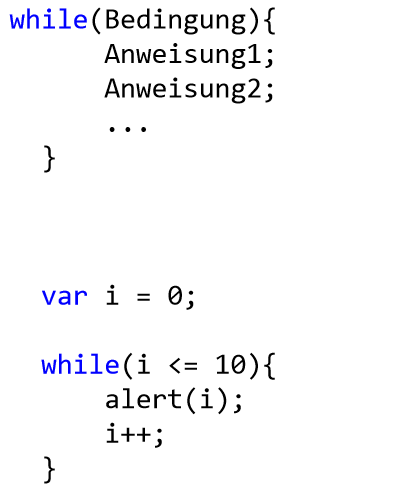 while(Bedingung){
Anweisung1;
Anweisung2;
...
}
var i = 0;
while(i <= 10){
alert(i);
i++;
}